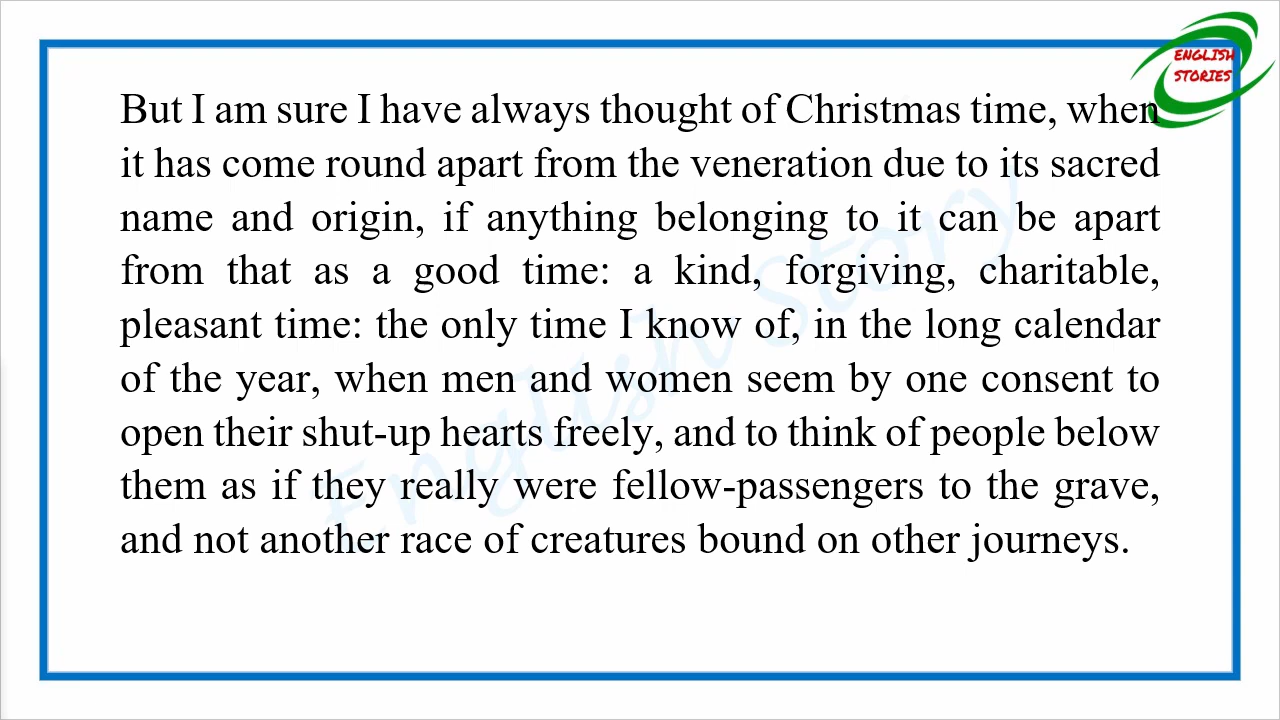 ENGLISH
STORIES
But I am sure I have always thought of Christmas time, when
it has come round apart from the veneration due to its sacred
name and origin, if anything belonging to it can be apart
from that as a good time: a kind, forgiving, charitable,
pleasant time: the only time I know of, in the long calendar
of the year, when men and women seem by one consent to
open their shut-up hearts freely, and to think of people below
them as if they really were fellow-passengers to the grave,
and not another race of creatures bound on other journeys.
English Story